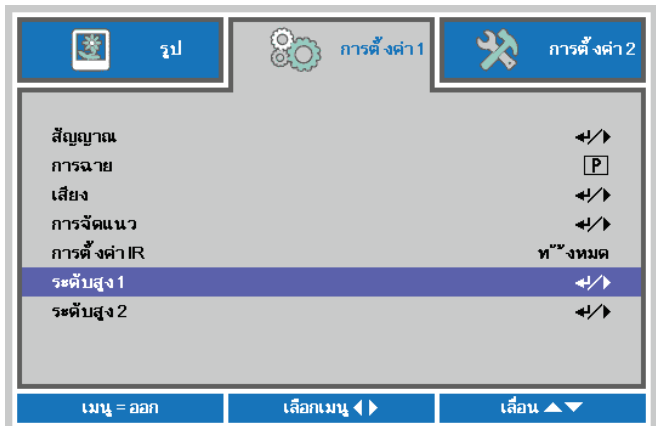 รูป
การตั้งค่า 1
การตั้งค่า 2
สัญญาณ
การฉาย P
เสียง
การจัดแนว
การตั้งค่า IR ท ั ้งหมด
ระดับสูง 1
ระดับสูง 2
เมนู = ออก เลือกเมนู ◀ ▶ เลื่อน ▲▼